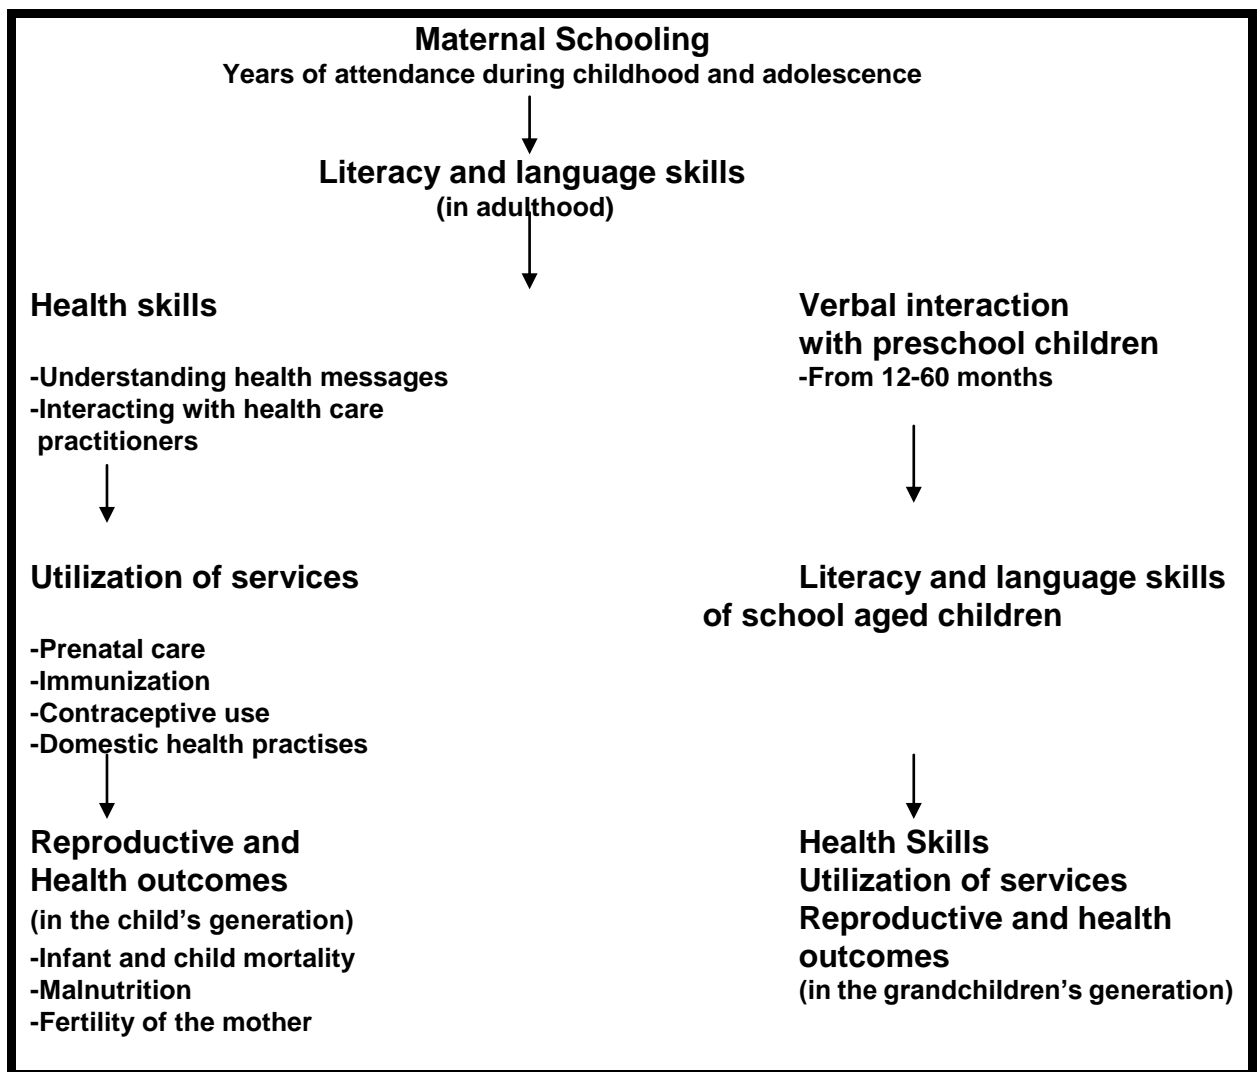 Maternal Schooling
Years of attendance during childhood and adolescence
Literacy and language skills
(in adulthood)
Health skills
-Understanding health messages
-Interacting with health care
practitioners
Utilization of services
-Prenatal care
-Immunization
-Contraceptive use
-Domestic health practises
Reproductive and
Health outcomes
(in the child’s generation)
-Infant and child mortality
-Malnutrition
-Fertility of the mother
Verbal interaction
with preschool children
-From 12-60 months
Literacy and language skills
of school aged children
Health Skills
Utilization of services
Reproductive and health
outcomes
(in the grandchildren’s generation)